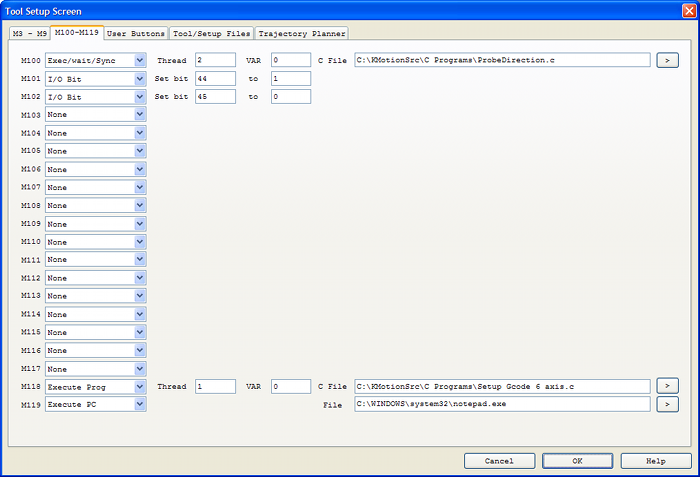 Tool Setup Screen
M3 - M9 M100-M119 User Buttons Tool/Setup Files Trajectory Planner
M100 Exec/wait/Sync Thread 2 VAR 0 C File C:\KMotionSrc\C Programs\ProbeDirection.c >
M101 I/O Bit Set bit 44 to 1
M102 I/O Bit Set bit 45 to 0
M103 None
M104 None
M105 None
M106 None
M107 None
M108 None
M109 None
M110 None
M111 None
M112 None
M113 None
M114 None
M115 None
M116 None
M117 None
M118 Execute Prog Thread 1 VAR 0 C File C:\KMotionSrc\C Programs\Setup Gcode 6 axis.c >
M119 Execute PC File C:\WINDOWS\system32\notepad.exe >
Cancel OK Help